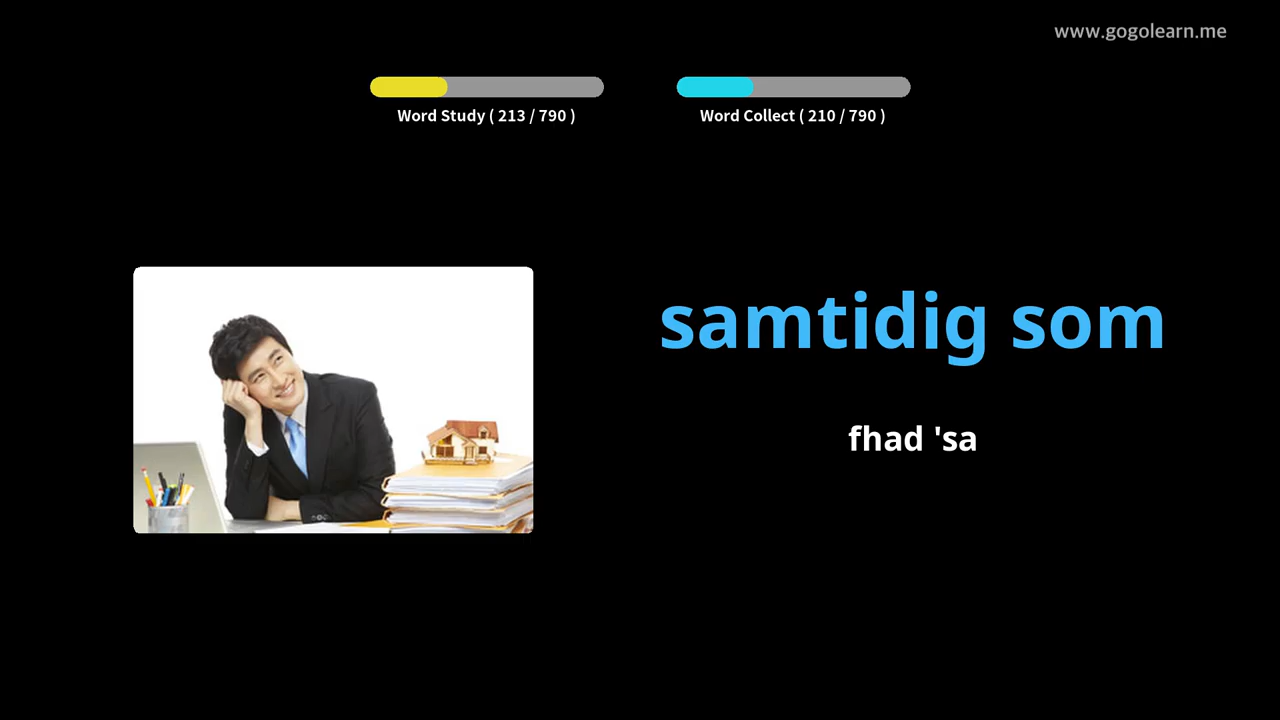 www.gogolearn.me
Word Study ( 213 / 790 )
Word Collect ( 210 / 790 )
samtidig som
fhad 'sa